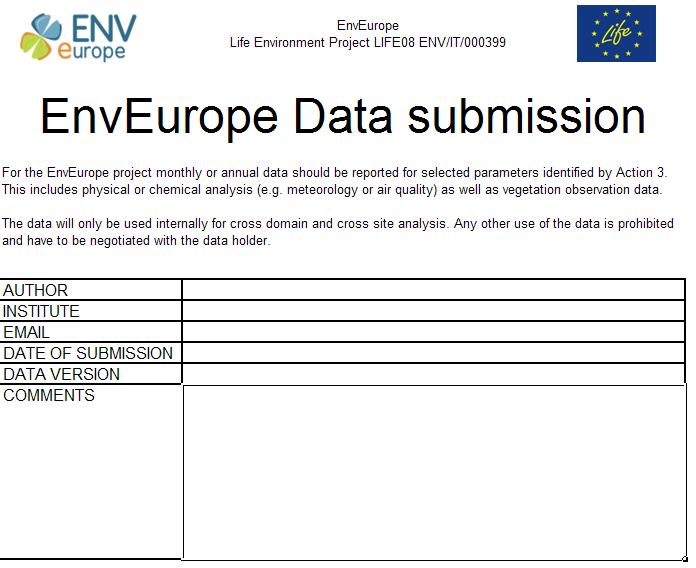 ENV
europe
EnvEurope
Life Environment Project LIFE08 ENV/IT/000399
Life
EnvEurope Data submission
For the EnvEurope project monthly or annual data should be reported for selected parameters identified by Action 3.
This includes physical or chemical analysis (e.g. meteorology or air quality) as well as vegetation observation data.
The data will only be used internally for cross domain and cross site analysis. Any other use of the data is prohibited
and have to be negotiated with the data holder.
AUTHOR
INSTITUTE
EMAIL
DATE OF SUBMISSION
DATA VERSION
COMMENTS